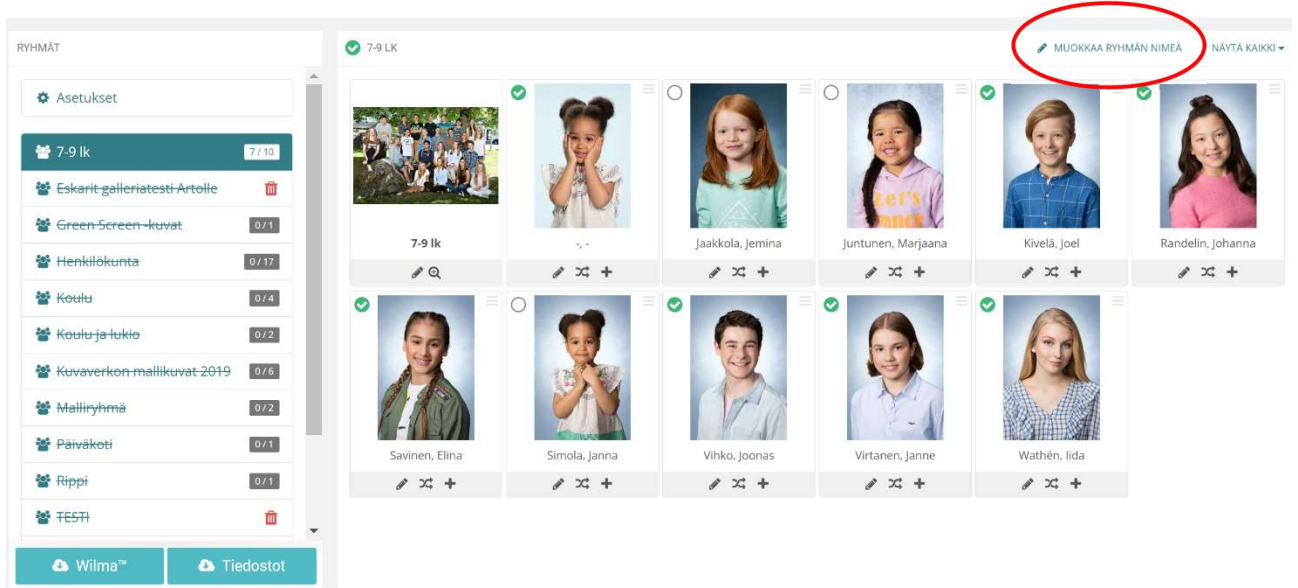 RYHMÄT
7-9 LK
MUOKKAA RYHMÄN NIMEÄ
NÄYTÄ KAIKKI
Asetukset
7-9 lk 7 / 10
Eskarit galleriatesti Artolle
Green Screen -kuvat 0 / 1
Henkilökunta 0 / 17
Koulu 0 / 4
Koulu ja lukio 0 / 2
Kuvaverkon mallikuvat 2019 0 / 6
Malliryhmä 0 / 2
Päiväkoti 0 / 1
Rippi 0 / 1
TESTI
Wilma™ Tiedostot
7-9 lk
-, -
Jaakkola, Jemina
Let's
Juntunen, Marjaana
Kivelä, Joel
Randelin, Johanna
Savinen, Elina
Simola, Janna
Vihko, Joonas
Virtanen, Janne
Wathén, Iida